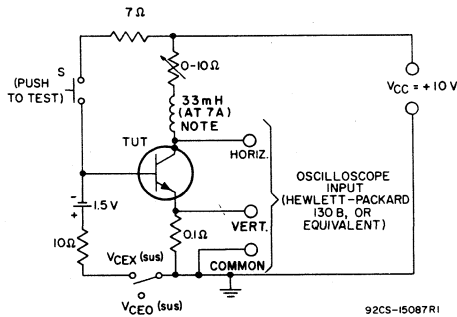 7Ω
S
(PUSH
TO TEST)
0-10Ω
33mH
(AT 7A)
NOTE
VCC = +10 V
TUT
HORIZ.
OSCILLOSCOPE
INPUT
(HEWLETT-PACKARD
130 B, OR
EQUIVALENT)
-
+
1.5 V
VERT.
10Ω
0.1Ω
VCEX (sus)
COMMON
VCEO (sus)
92CS-15087R1